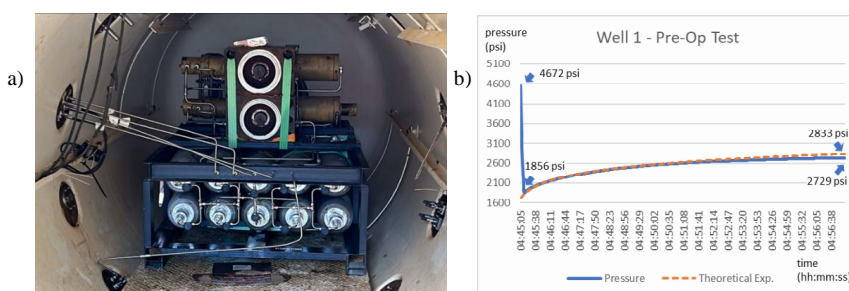 a)
b)
pressure
(psi)
Well 1 - Pre-Op Test
5100
4600
4100
3600
3100
2600
2100
1600
4672 psi
1856 psi
2833 psi
2729 psi
04:45:05
04:45:38
04:46:11
04:46:44
04:47:17
04:47:50
04:48:23
04:48:56
04:49:29
04:50:02
04:50:35
04:51:08
04:51:41
04:52:14
04:52:47
04:53:20
04:53:53
04:54:26
04:54:59
04:55:32
04:56:05
04:56:38
time
(hh:mm:ss)
Pressure
Theoretical Exp.